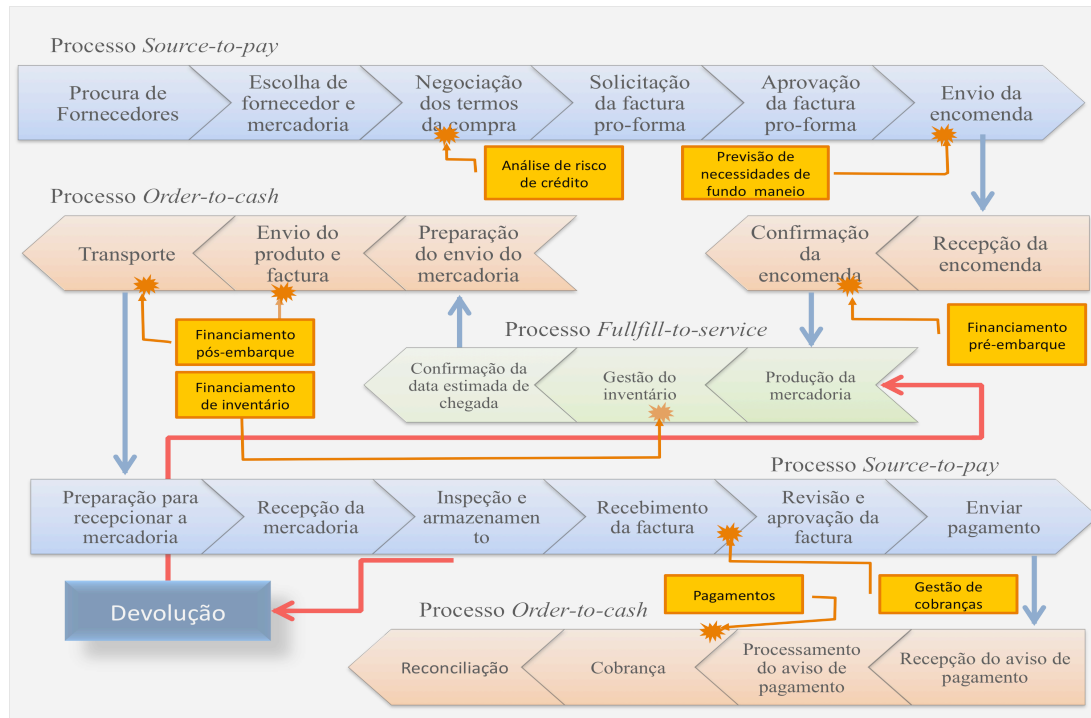 Processo Source-to-pay
Procura de
Fornecedores
Escolha de
fornecedor e
mercadoria
Negociação
dos termos
da compra
Solicitação
da factura
pro-forma
Aprovação
da factura
pro-forma
Envio da
encomenda
Análise de risco
de crédito
Previsão de
necessidades de
fundo maneio
Processo Order-to-cash
Transporte
Envio do
produto e
factura
Preparação
do envio do
mercadoria
Confirmação
da
encomenda
Recepção da
encomenda
Financiamento
pós-embarque
Financiamento
pré-embarque
Processo Fullfill-to-service
Financiamento
de inventário
Confirmação da
data estimada de
chegada
Gestão do
inventário
Produção da
mercadoria
Processo Source-to-pay
Preparação para
recepcionar a
mercadoria
Recepção da
mercadoria
Inspeção e
armazenamen
to
Recebimento
da factura
Revisão e
aprovação da
factura
Enviar
pagamento
Devolução
Pagamentos
Gestão de
cobranças
Processo Order-to-cash
Reconciliação
Cobrança
Processamento
do aviso de
pagamento
Recepção do aviso de
pagamento